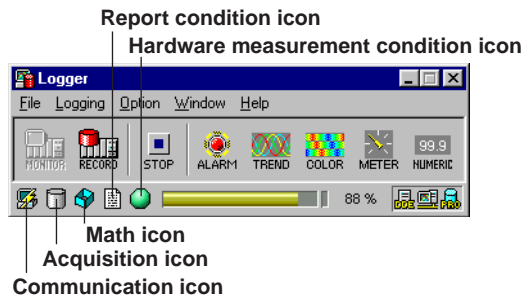 Report condition icon
Hardware measurement condition icon
Logger
File Logging Option Window Help
99.9
MONITOR RECORD STOP ALARM TREND COLOR METER NUMERIC
88 %
DDE PRO
Math icon
Acquisition icon
Communication icon